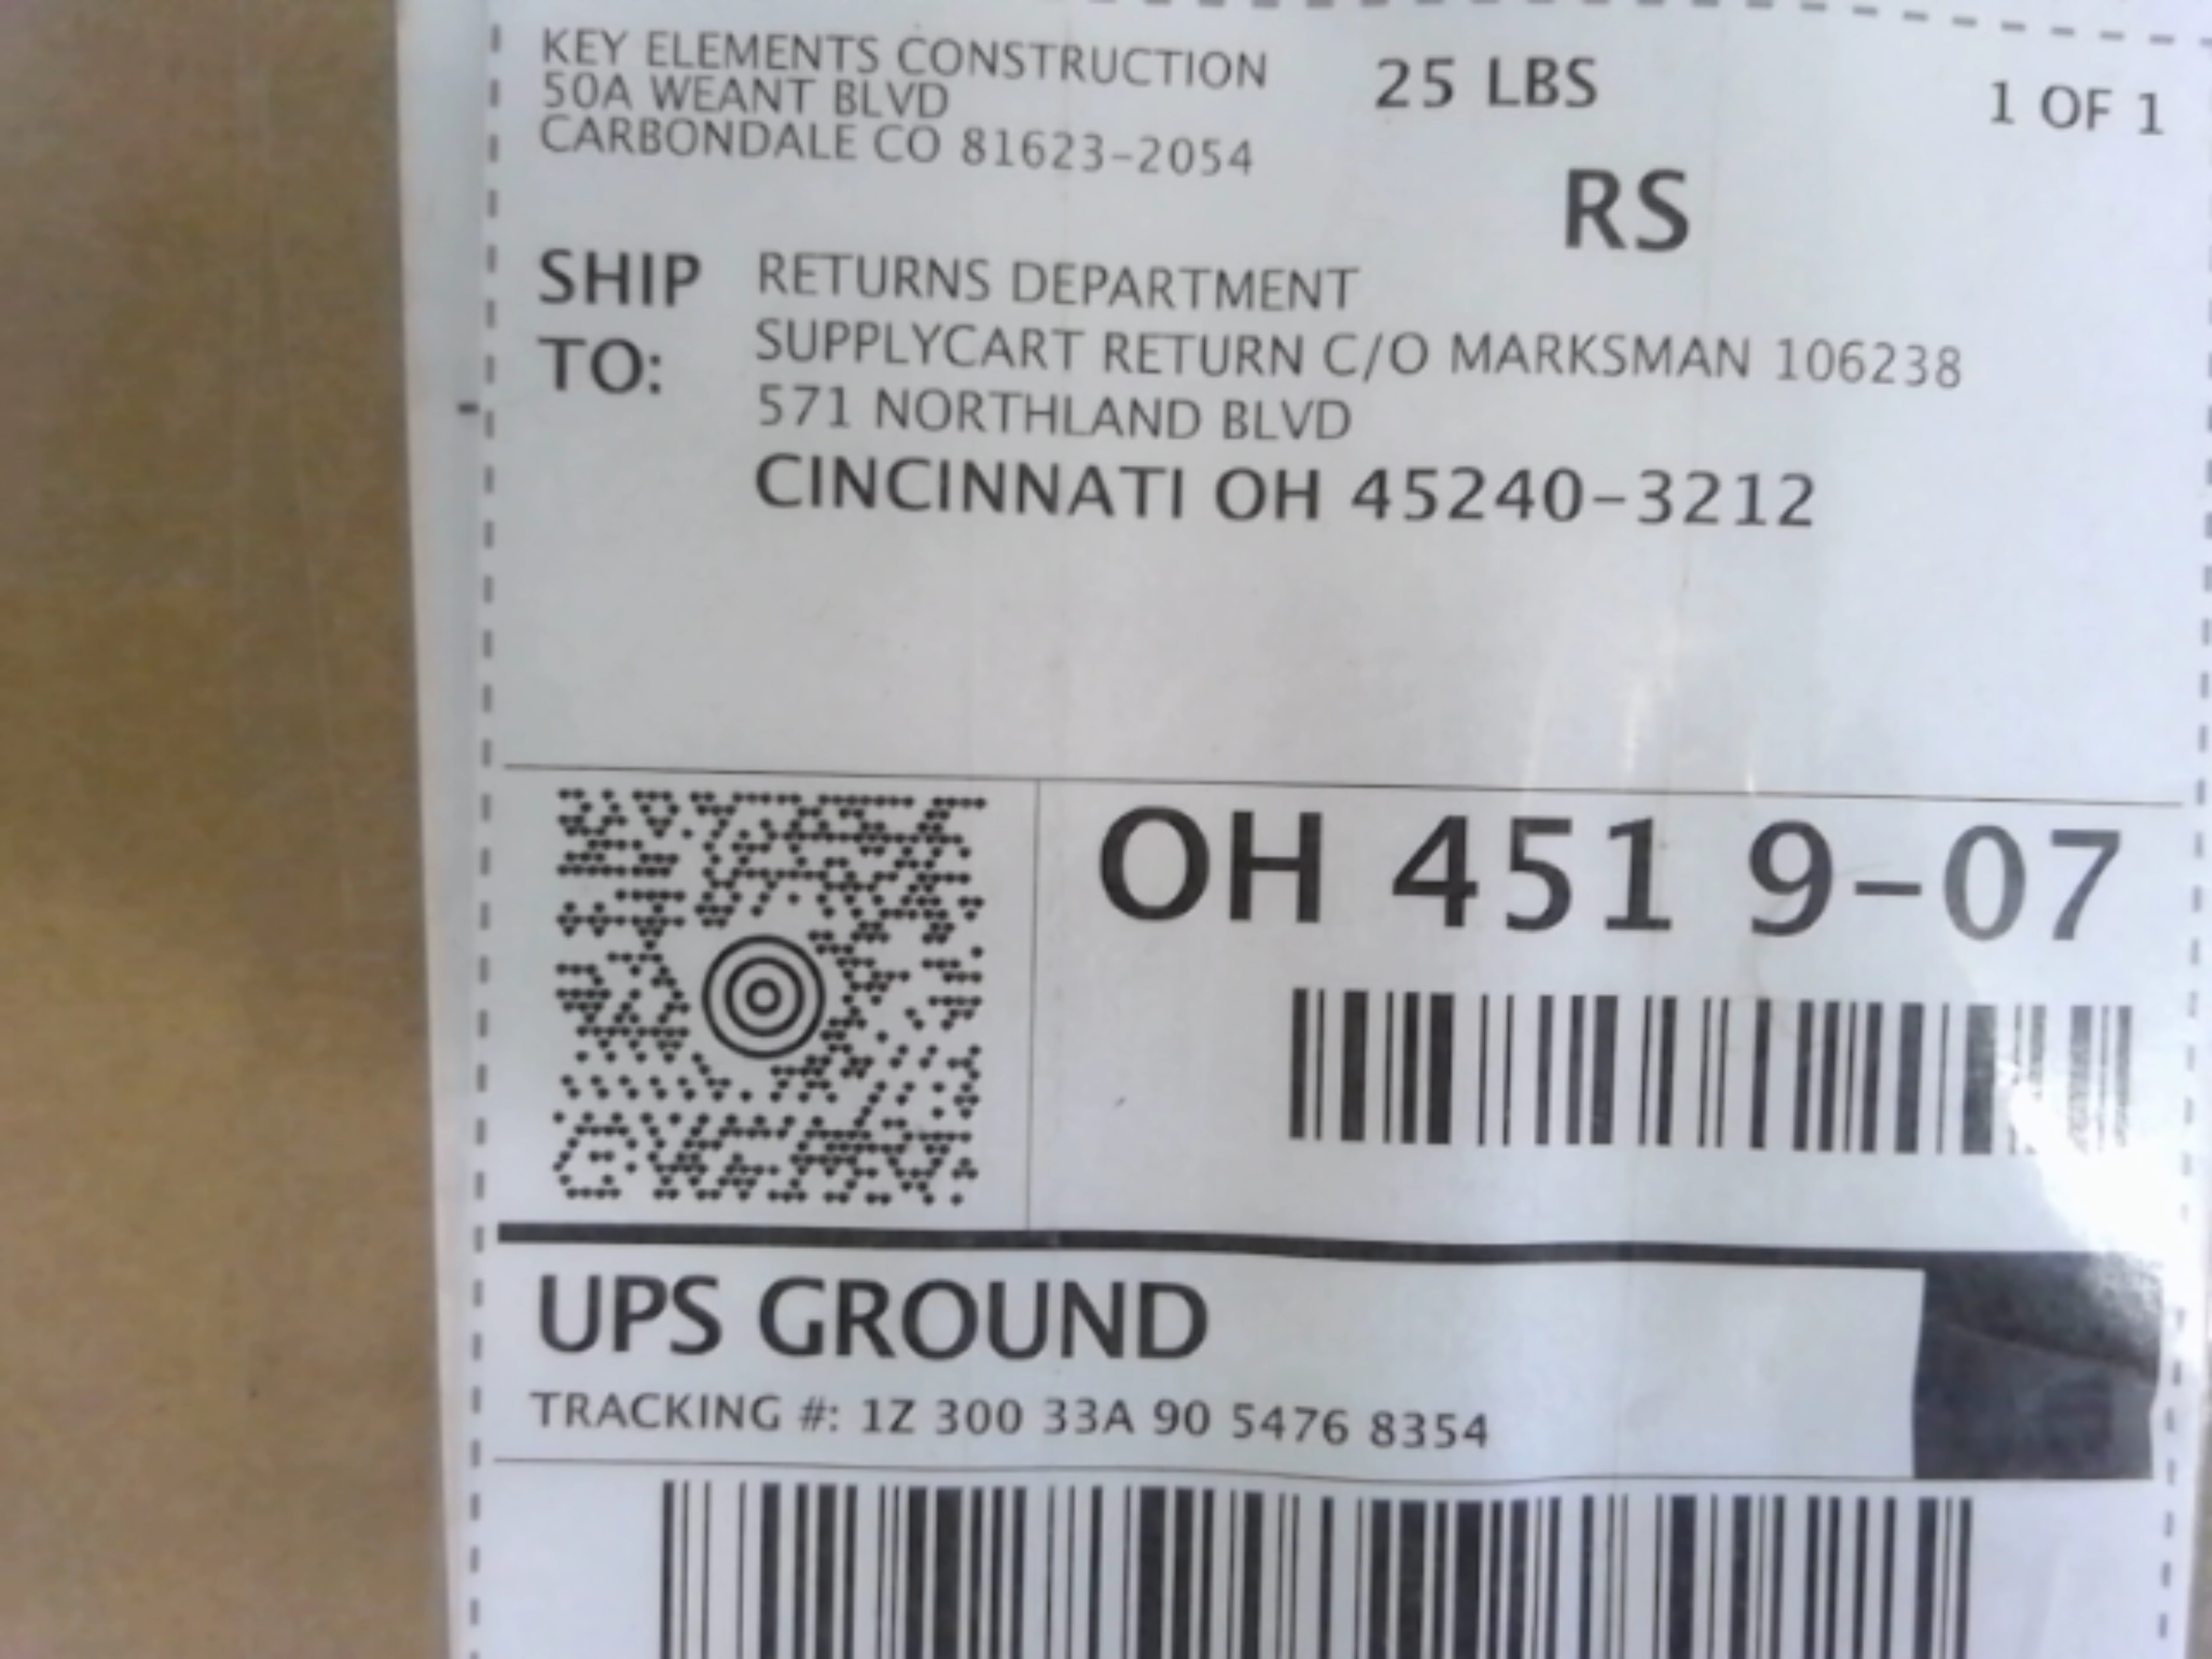 KEY ELEMENTS CONSTRUCTION
50A WEANT BLVD
CARBONDALE CO 81623-2054
25 LBS
1 OF 1
RS
SHIP TO:
RETURNS DEPARTMENT
SUPPLYCART RETURN C/O MARKSMAN 106238
571 NORTHLAND BLVD
CINCINNATI OH 45240-3212
OH 451 9-07
UPS GROUND
TRACKING #: 1Z 300 33A 90 5476 8354